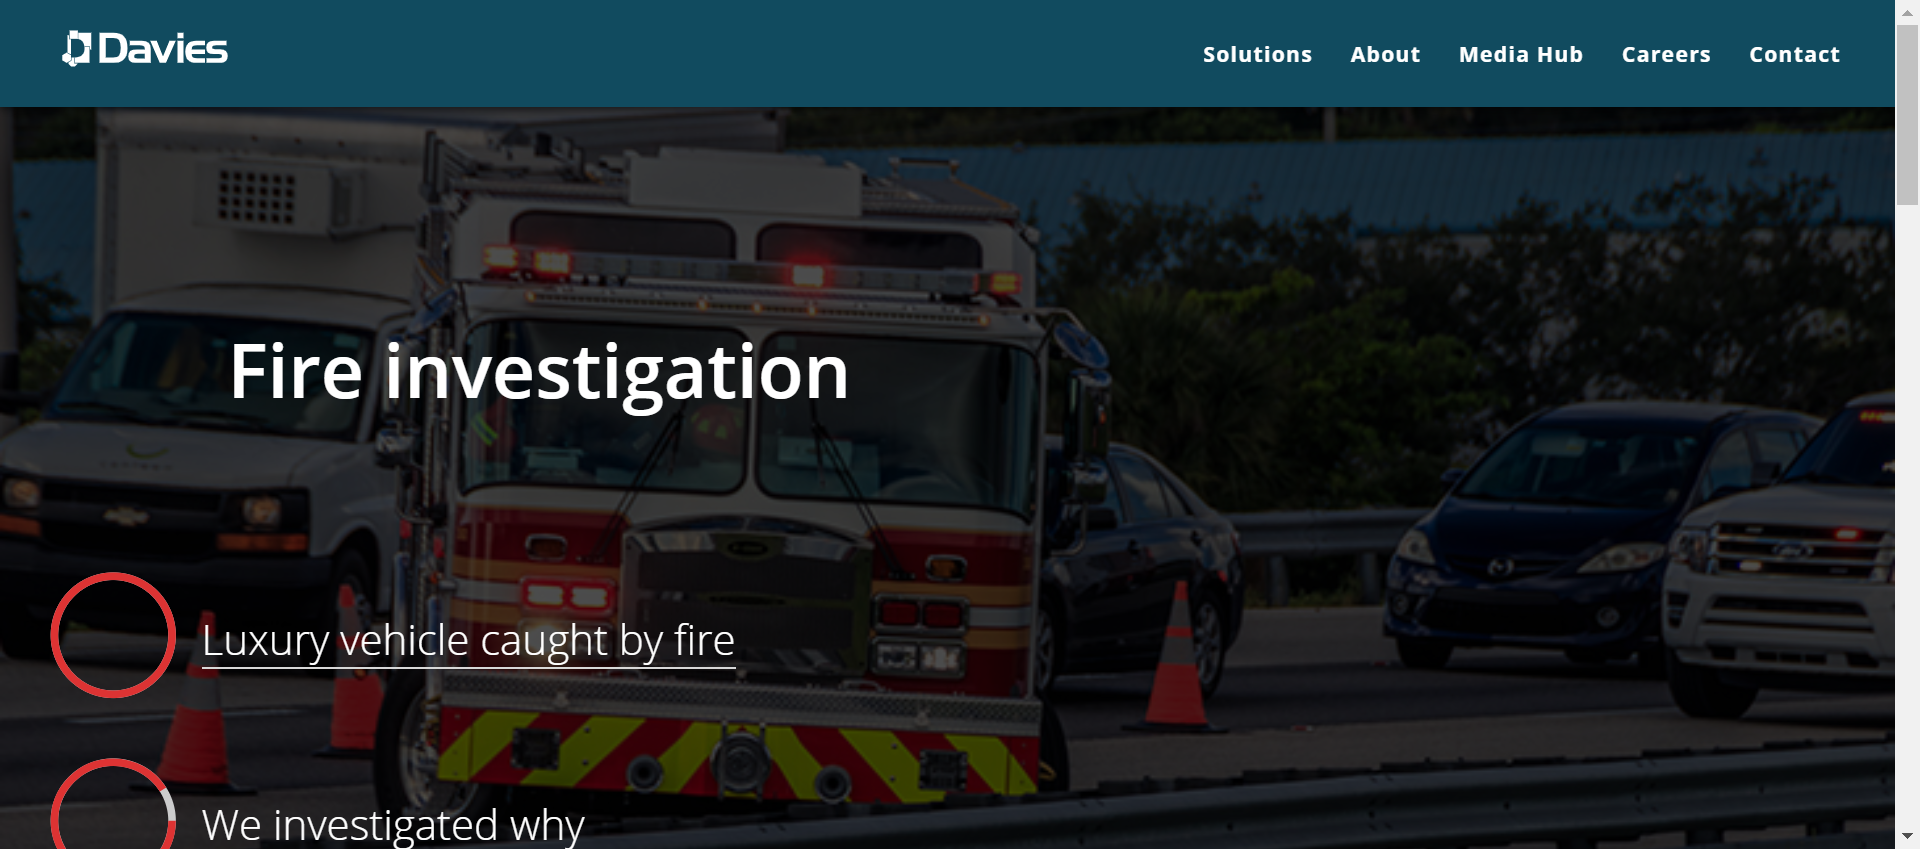 Davies
Solutions
About
Media Hub
Careers
Contact
Fire investigation
Luxury vehicle caught by fire
We investigated why